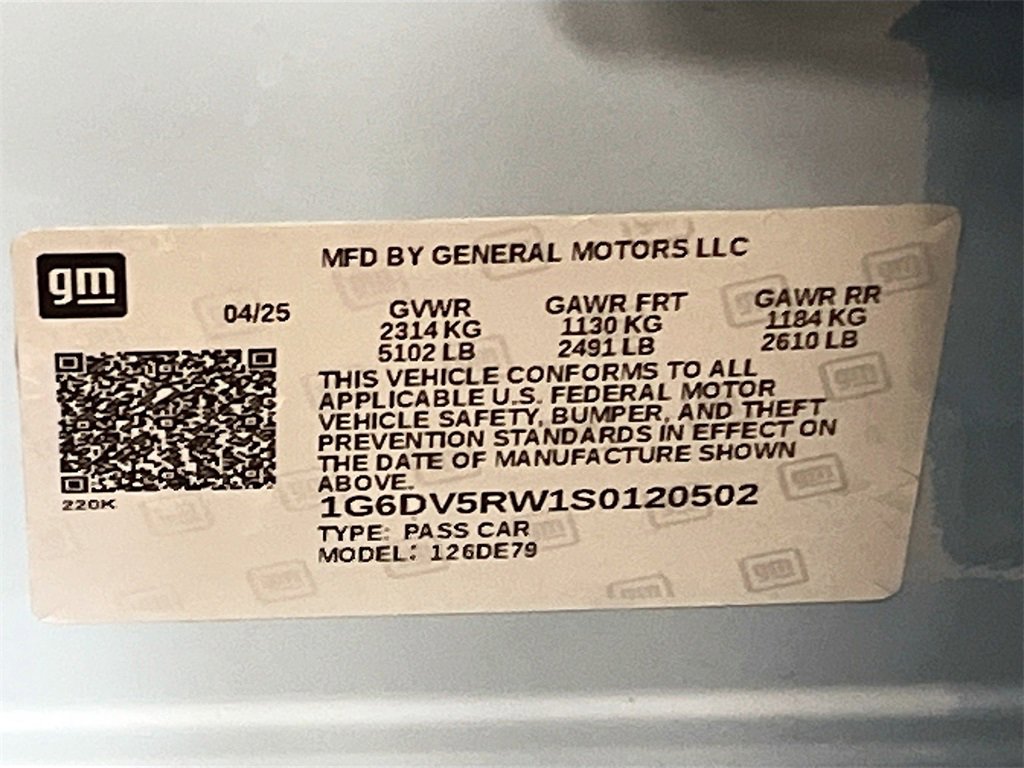 gm
MFD BY GENERAL MOTORS LLC
04/25
GVWR GAWR FRT GAWR RR
2314 KG 1130 KG 1184 KG
5102 LB 2491 LB 2610 LB
THIS VEHICLE CONFORMS TO ALL
APPLICABLE U.S. FEDERAL MOTOR
VEHICLE SAFETY, BUMPER, AND THEFT
PREVENTION STANDARDS IN EFFECT ON
THE DATE OF MANUFACTURE SHOWN
ABOVE.
220K
1G6DV5RW1S0120502
TYPE: PASS CAR
MODEL: 126DE79